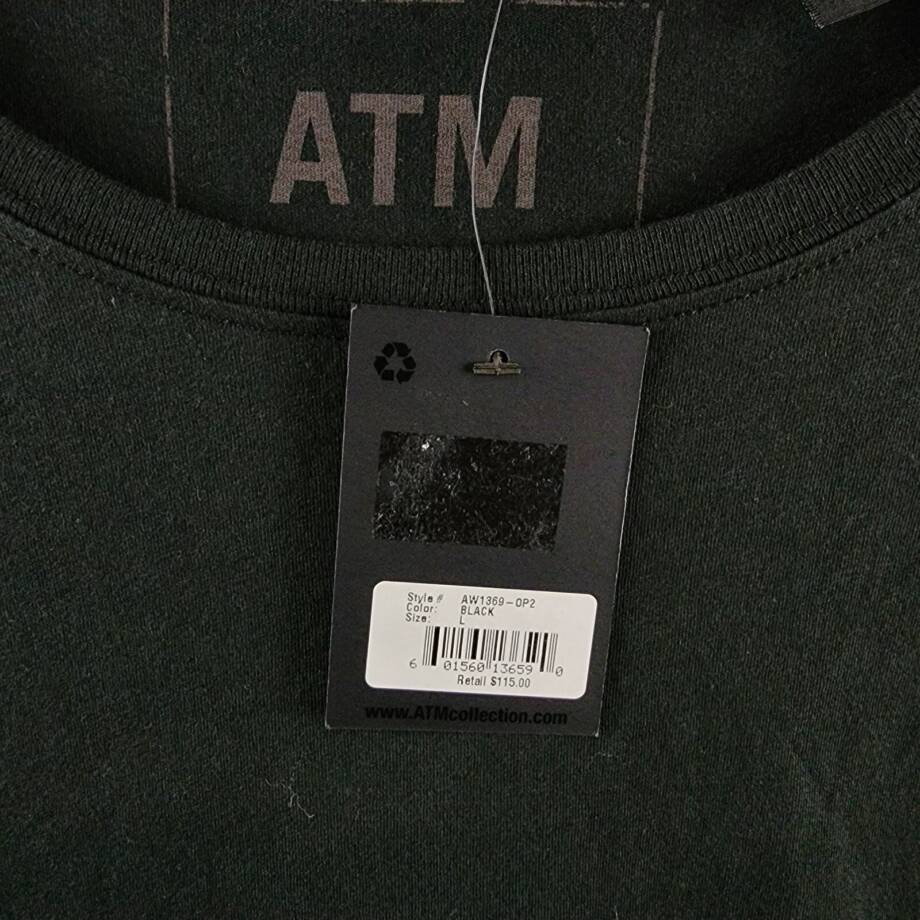 ATM
Style # AW1369-OP2
Color: BLACK
Size: L
6 01560 13659 0
Retail $115.00
www.ATMcollection.com